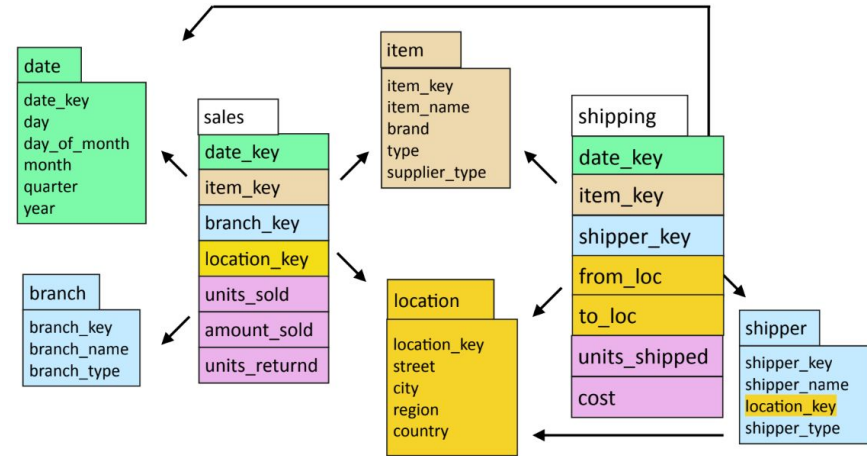 date
date_key
day
day_of_month
month
quarter
year
sales
date_key
item_key
branch_key
location_key
units_sold
amount_sold
units_returnd
branch
branch_key
branch_name
branch_type
item
item_key
item_name
brand
type
supplier_type
location
location_key
street
city
region
country
shipping
date_key
item_key
shipper_key
from_loc
to_loc
units_shipped
cost
shipper
shipper_key
shipper_name
location_key
shipper_type